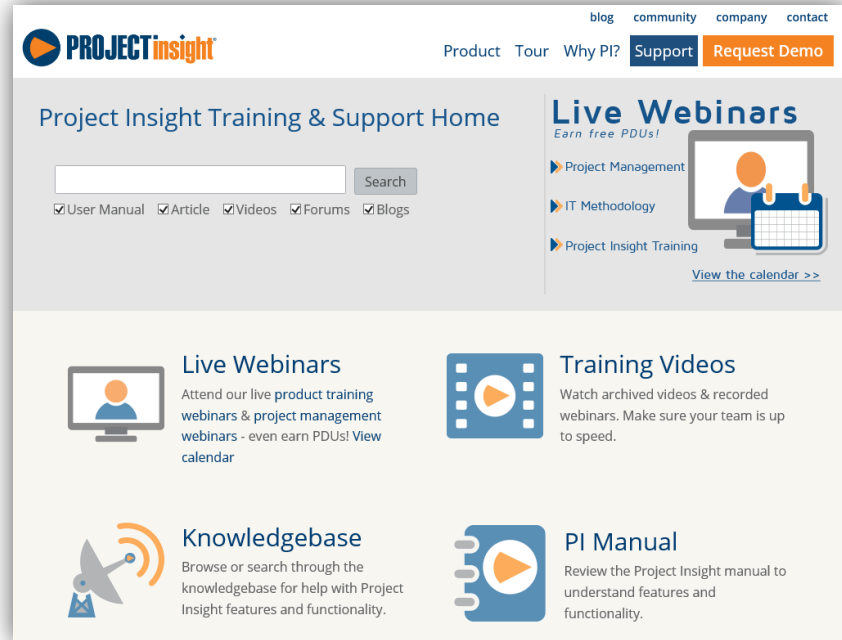 blog community company contact
PROJECTinsight®
Product Tour Why PI? Support Request Demo
Project Insight Training & Support Home
Search
User Manual Article Videos Forums Blogs
Live Webinars
Earn free PDUs!
Project Management
IT Methodology
Project Insight Training
View the calendar >>
Live Webinars
Attend our live product training
webinars & project management
webinars - even earn PDUs! View
calendar
Training Videos
Watch archived videos & recorded
webinars. Make sure your team is up
to speed.
Knowledgebase
Browse or search through the
knowledgebase for help with Project
Insight features and functionality.
PI Manual
Review the Project Insight manual to
understand features and
functionality.